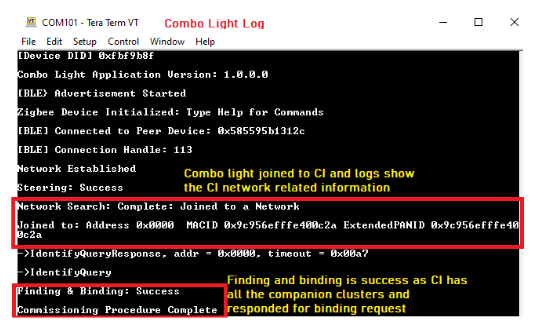 COM101 - Tera Term VT
Combo Light Log
File Edit Setup Control Window Help
[Device DID] 0xfbf9b8f
Combo Light Application Version: 1.0.0.0
[BLE> Advertisement Started
Zigbee Device Initialized: Type Help for Commands
[BLE] Connected to Peer Device: 0x585595b1312c
[BLE] Connection Handle: 113
Network Established
Steering: Success
Combo light joined to CI and logs show
the CI network related information
Network Search: Complete: Joined to a Network
Joined to: Address 0x0000 MACID 0x9c956efffe400c2a ExtendedPANID 0x9c956efffe40
0c2a
->IdentifyQueryResponse, addr = 0x0000, timeout = 0x00a7
->IdentifyQuery
Finding & Binding: Success
Commissioning Procedure Complete
Finding and binding is success as CI has
all the companion clusters and
responded for binding request